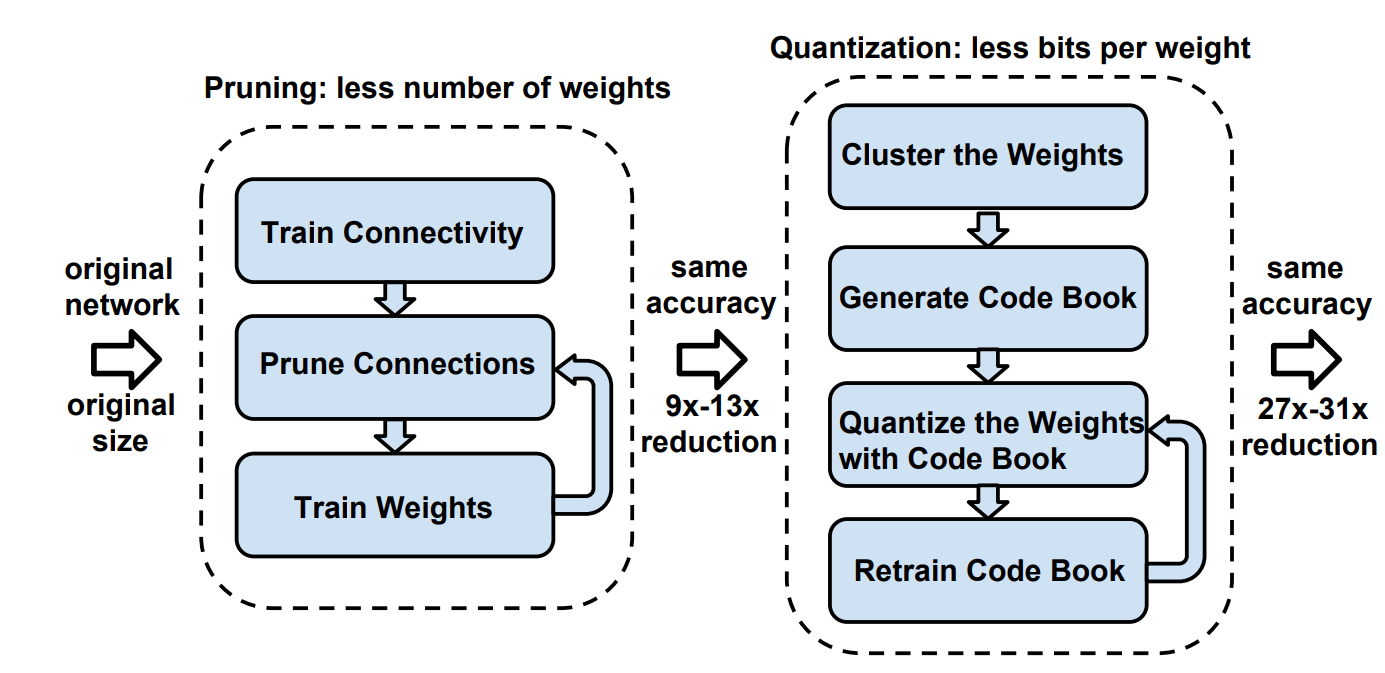 Pruning: less number of weights
Train Connectivity
Prune Connections
Train Weights
original
network
original
size
same
accuracy
9x-13x
reduction
Quantization: less bits per weight
Cluster the Weights
Generate Code Book
Quantize the Weights
with Code Book
Retrain Code Book
same
accuracy
27x-31x
reduction